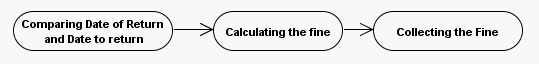 Comparing Date of Return
and Date to return
Calculating the fine
Collecting the Fine